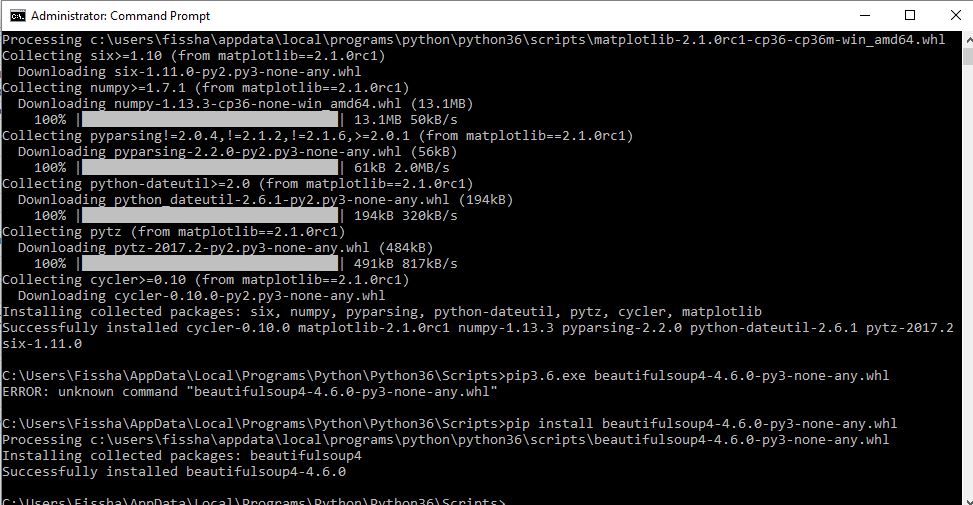 Administrator: Command Prompt
Processing c:\users\fissha\appdata\local\programs\python\python36\scripts\matplotlib-2.1.0rc1-cp36-cp36m-win_amd64.whl
Collecting six>=1.10 (from matplotlib==2.1.0rc1)
  Downloading six-1.11.0-py2.py3-none-any.whl
Collecting numpy>=1.7.1 (from matplotlib==2.1.0rc1)
  Downloading numpy-1.13.3-cp36-none-win_amd64.whl (13.1MB)
    100% |████████████████████████████████| 13.1MB 50kB/s
Collecting pyparsing!=2.0.4,!=2.1.2,!=2.1.6,>=2.0.1 (from matplotlib==2.1.0rc1)
  Downloading pyparsing-2.2.0-py2.py3-none-any.whl (56kB)
    100% |████████████████████████████████| 61kB 2.0MB/s
Collecting python-dateutil>=2.0 (from matplotlib==2.1.0rc1)
  Downloading python_dateutil-2.6.1-py2.py3-none-any.whl (194kB)
    100% |████████████████████████████████| 194kB 320kB/s
Collecting pytz (from matplotlib==2.1.0rc1)
  Downloading pytz-2017.2-py2.py3-none-any.whl (484kB)
    100% |████████████████████████████████| 491kB 817kB/s
Collecting cycler>=0.10 (from matplotlib==2.1.0rc1)
  Downloading cycler-0.10.0-py2.py3-none-any.whl
Installing collected packages: six, numpy, pyparsing, python-dateutil, pytz, cycler, matplotlib
Successfully installed cycler-0.10.0 matplotlib-2.1.0rc1 numpy-1.13.3 pyparsing-2.2.0 python-dateutil-2.6.1 pytz-2017.2
six-1.11.0
C:\Users\Fissha\AppData\Local\Programs\Python\Python36\Scripts>pip3.6.exe beautifulsoup4-4.6.0-py3-none-any.whl
ERROR: unknown command "beautifulsoup4-4.6.0-py3-none-any.whl"
C:\Users\Fissha\AppData\Local\Programs\Python\Python36\Scripts>pip install beautifulsoup4-4.6.0-py3-none-any.whl
Processing c:\users\fissha\appdata\local\programs\python\python36\scripts\beautifulsoup4-4.6.0-py3-none-any.whl
Installing collected packages: beautifulsoup4
Successfully installed beautifulsoup4-4.6.0
C:\Users\Fissha\AppData\Local\Programs\Python\Python36\Scripts>